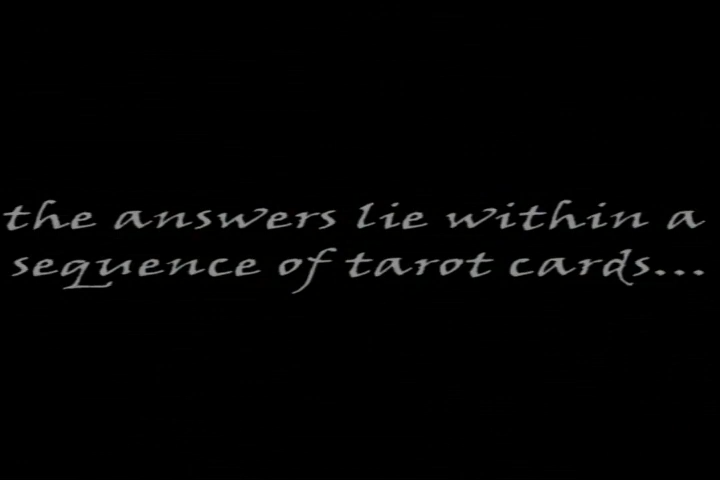 the answers lie within a
sequence of tarot cards...